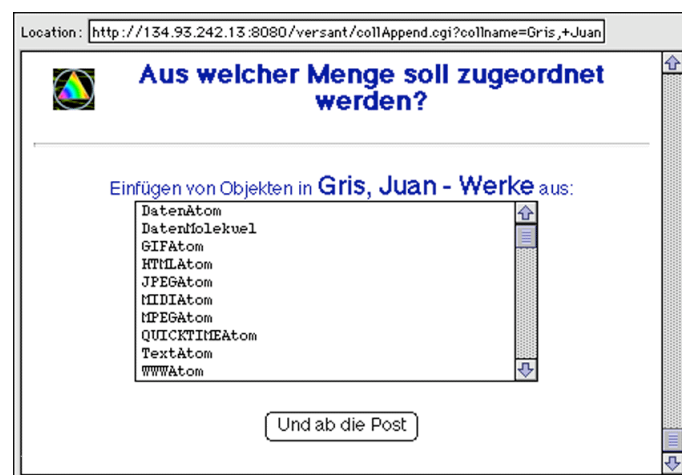 Location: http://134.93.242.13:8080/versant/collAppend.cgi?collname=Gris,+Juan
Aus welcher Menge soll zugeordnet
werden?
Einfügen von Objekten in Gris, Juan - Werke aus:
DatenAtom
DatenMolekuel
GIFAtom
HTMLAtom
JPEGAtom
MIDIAtom
MPEGAtom
QUICKTIMEAtom
TextAtom
WWWAtom
Und ab die Post